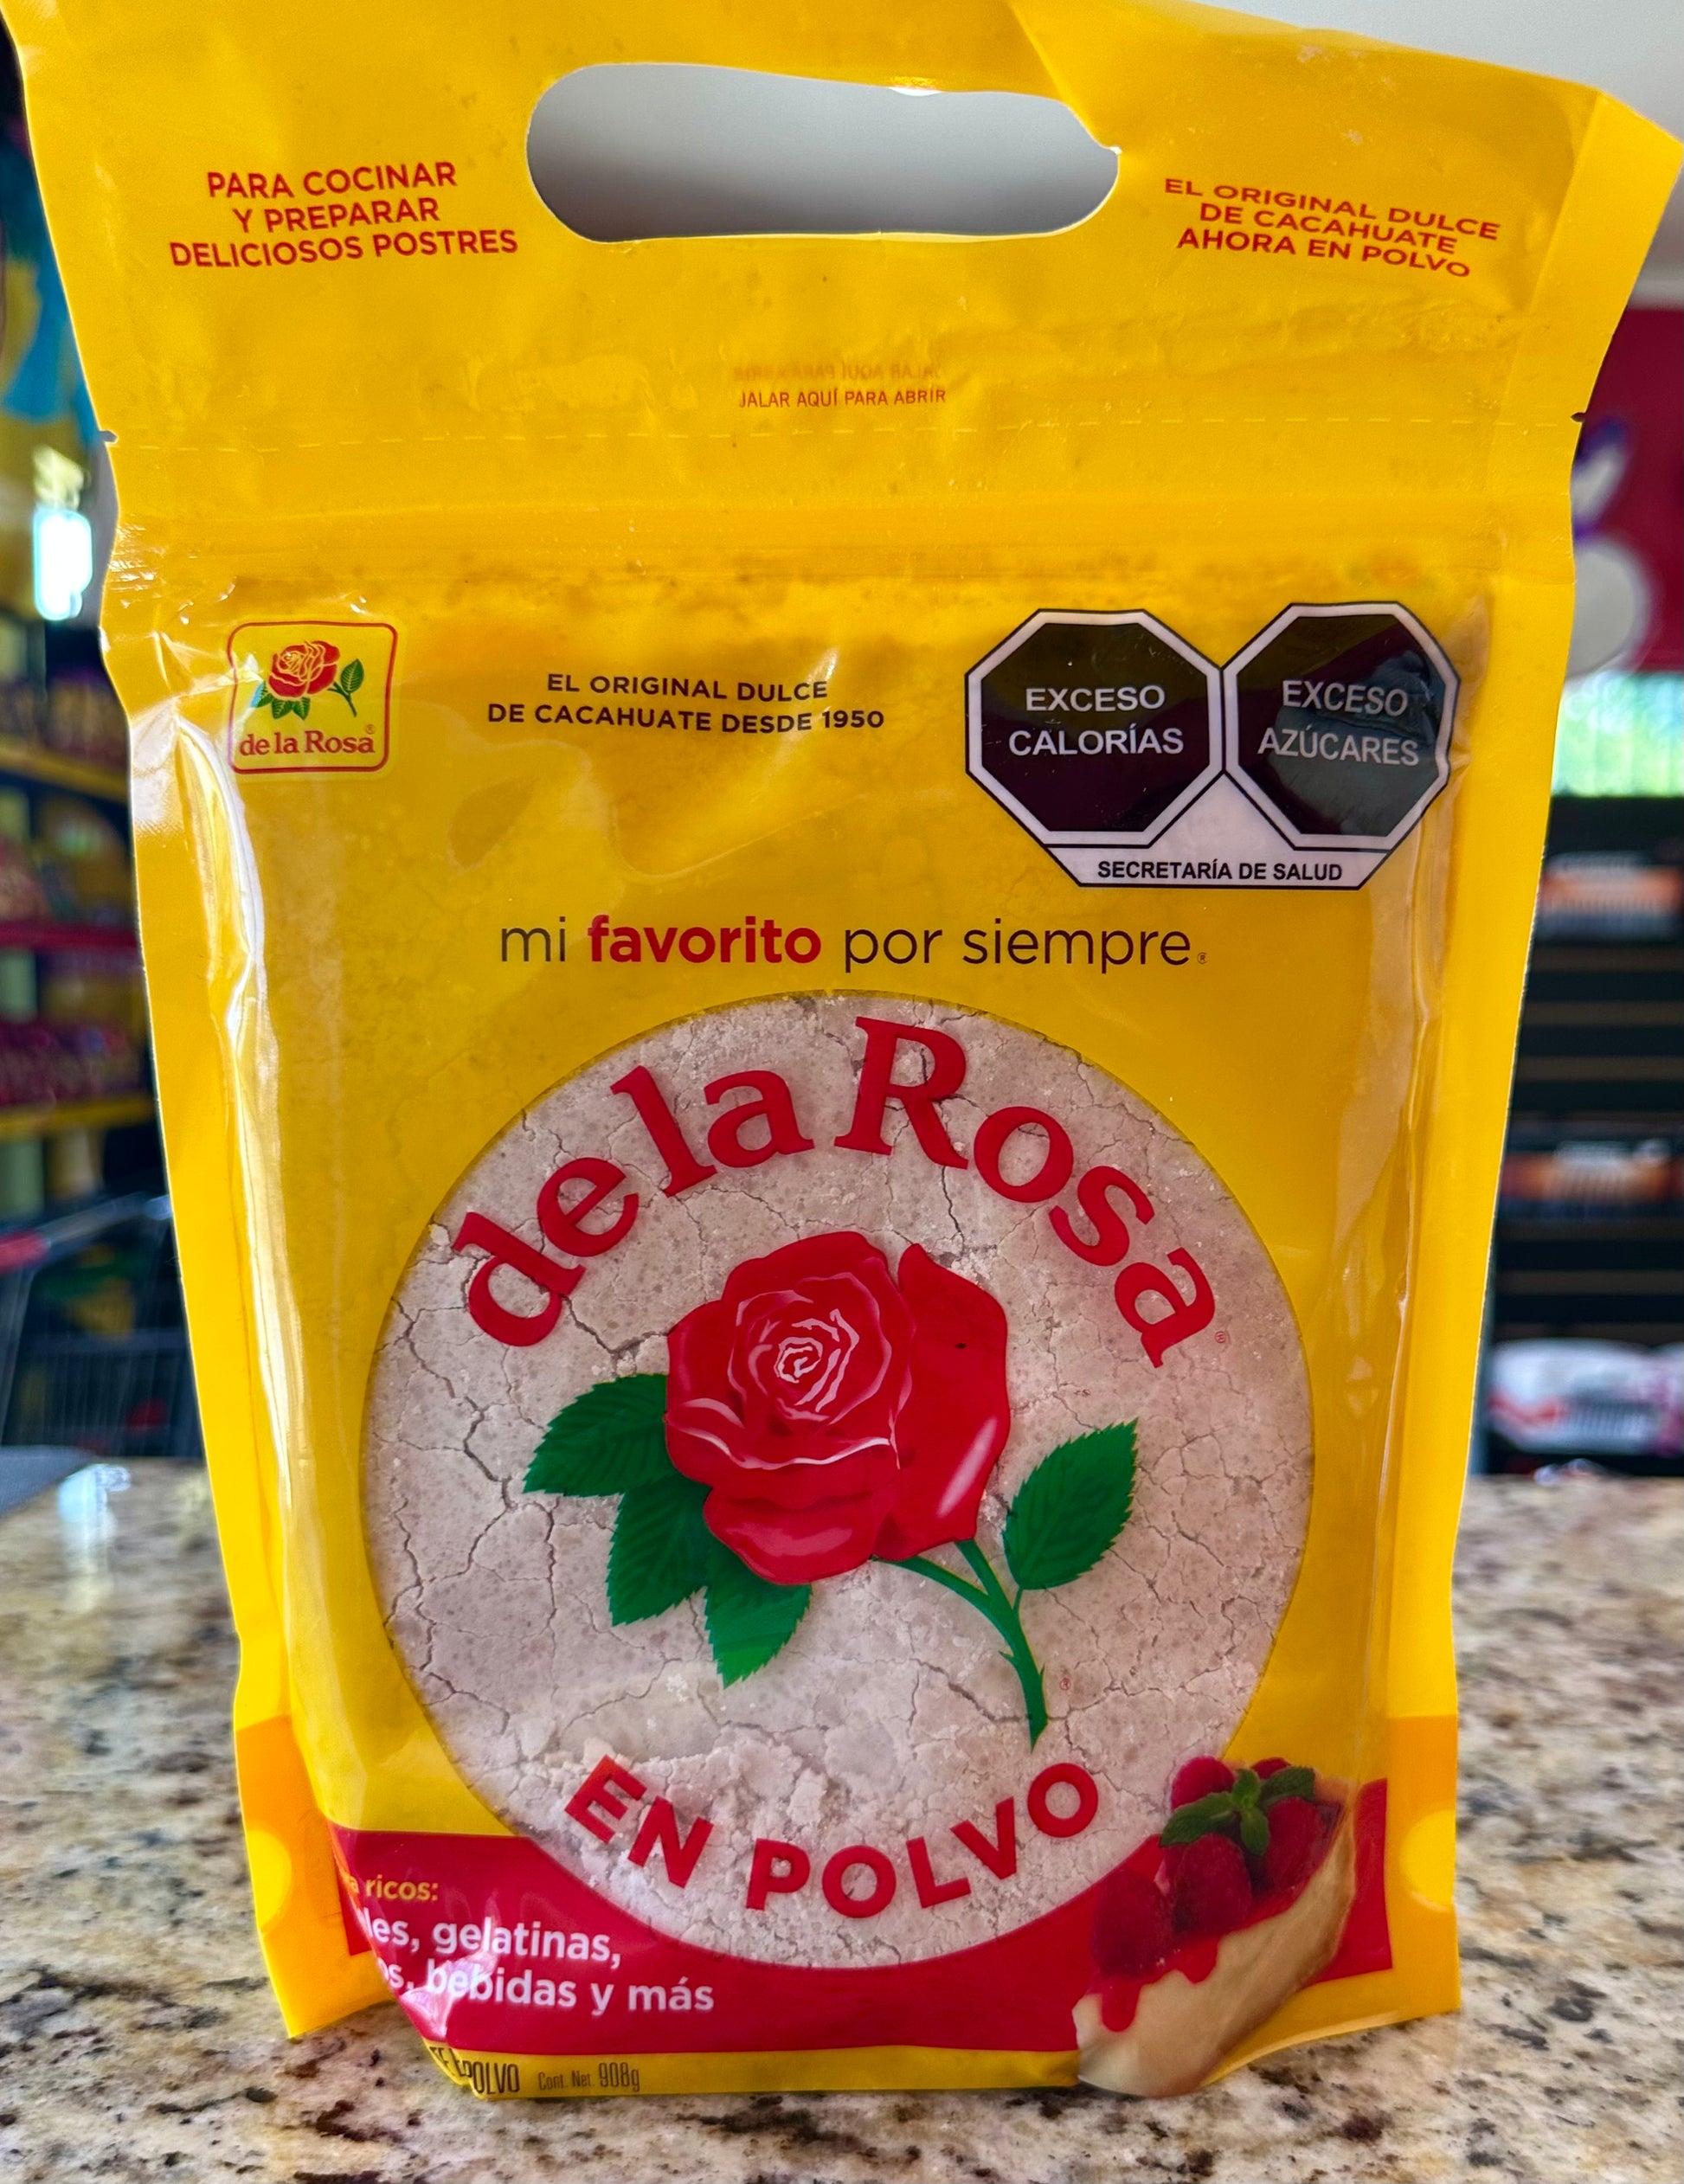 PARA COCINAR
Y PREPARAR
DELICIOSOS POSTRES
EL ORIGINAL DULCE
DE CACAHUATE
AHORA EN POLVO
JALAR AQUÍ PARA ABRIR
de la Rosa®
EL ORIGINAL DULCE
DE CACAHUATE DESDE 1950
EXCESO
CALORÍAS
EXCESO
AZÚCARES
SECRETARÍA DE SALUD
mi favorito por siempre®
de la Rosa®
®
EN POLVO
ricos:
gelatinas,
bebidas y más
POLVO Cont. Net. 908g